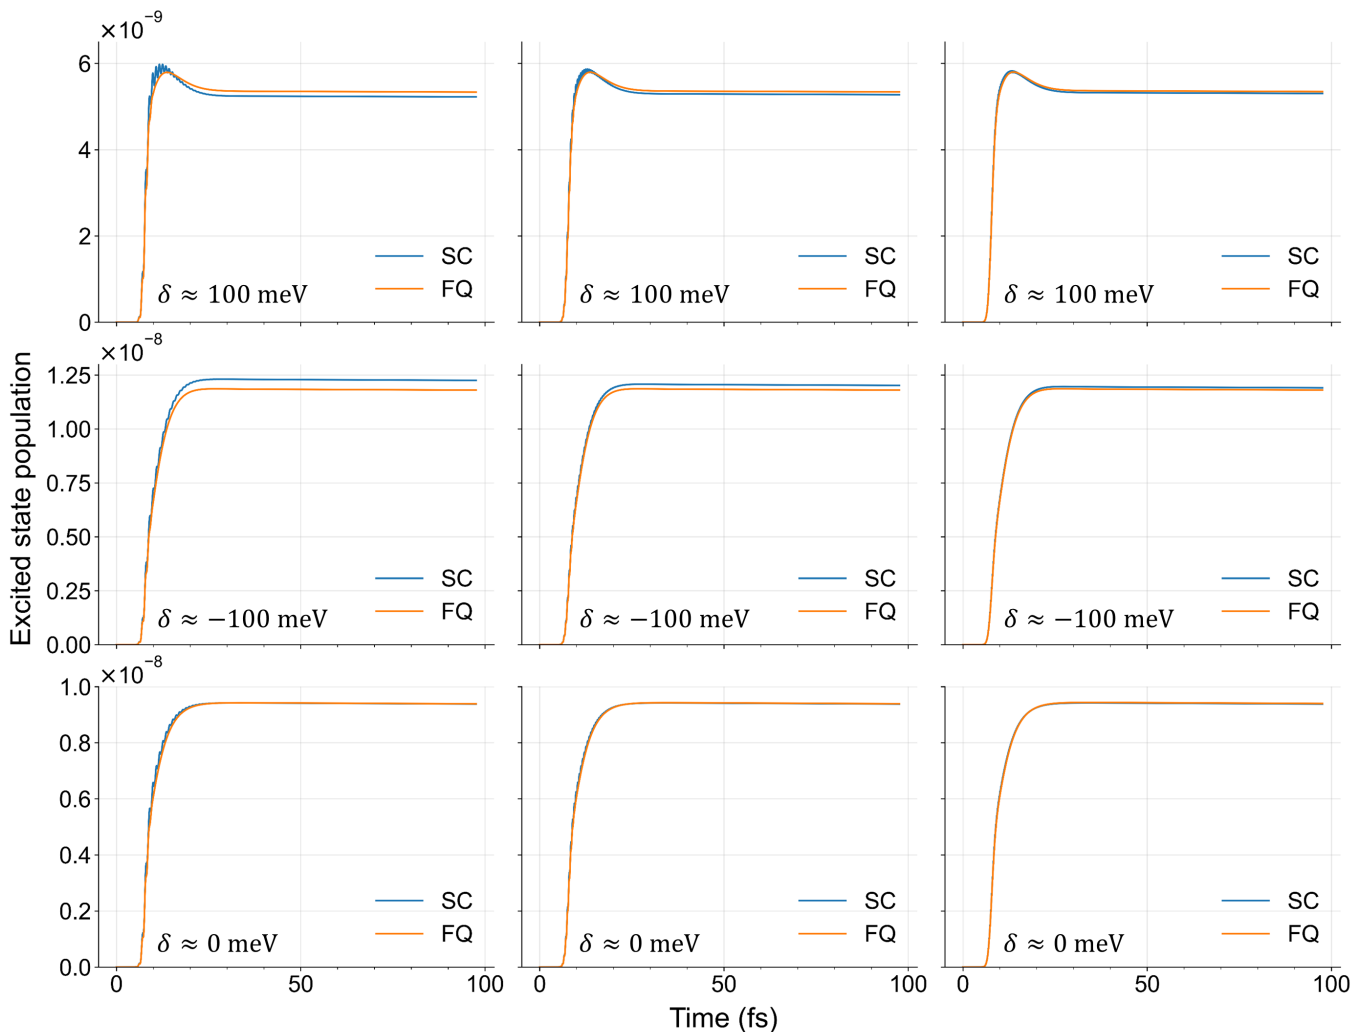 ×10⁻⁹
6
4
2
0
SC
FQ
δ ≈ 100 meV
SC
FQ
δ ≈ 100 meV
SC
FQ
δ ≈ 100 meV
Excited state population
×10⁻⁸
1.25
1.00
0.75
0.50
0.25
0.00
SC
FQ
δ ≈ −100 meV
SC
FQ
δ ≈ −100 meV
SC
FQ
δ ≈ −100 meV
×10⁻⁸
1.0
0.8
0.6
0.4
0.2
0.0
SC
FQ
δ ≈ 0 meV
SC
FQ
δ ≈ 0 meV
SC
FQ
δ ≈ 0 meV
0 50 100
0 50 100
0 50 100
Time (fs)